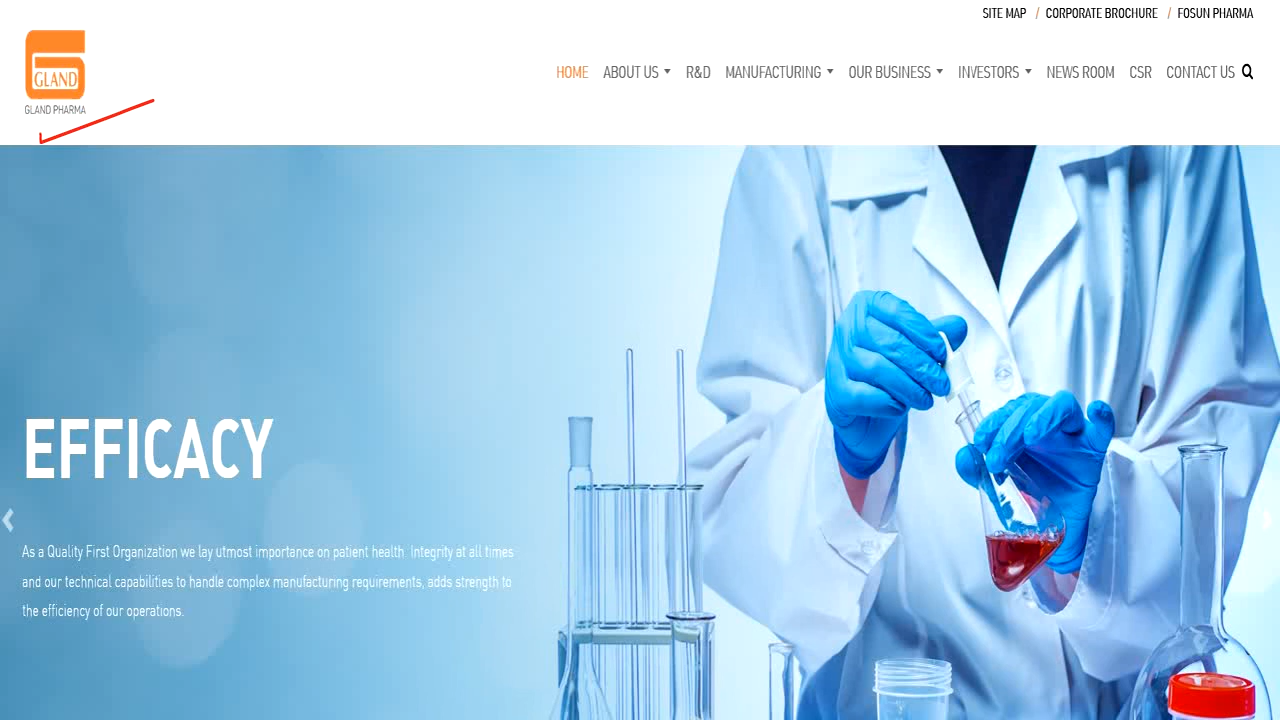 SITE MAP / CORPORATE BROCHURE / FOSUN PHARMA
GLAND
GLAND PHARMA
HOME ABOUT US R&D MANUFACTURING OUR BUSINESS INVESTORS NEWS ROOM CSR CONTACT US
EFFICACY
As a Quality First Organization we lay utmost importance on patient health. Integrity at all times
and our technical capabilities to handle complex manufacturing requirements, adds strength to
the efficiency of our operations.